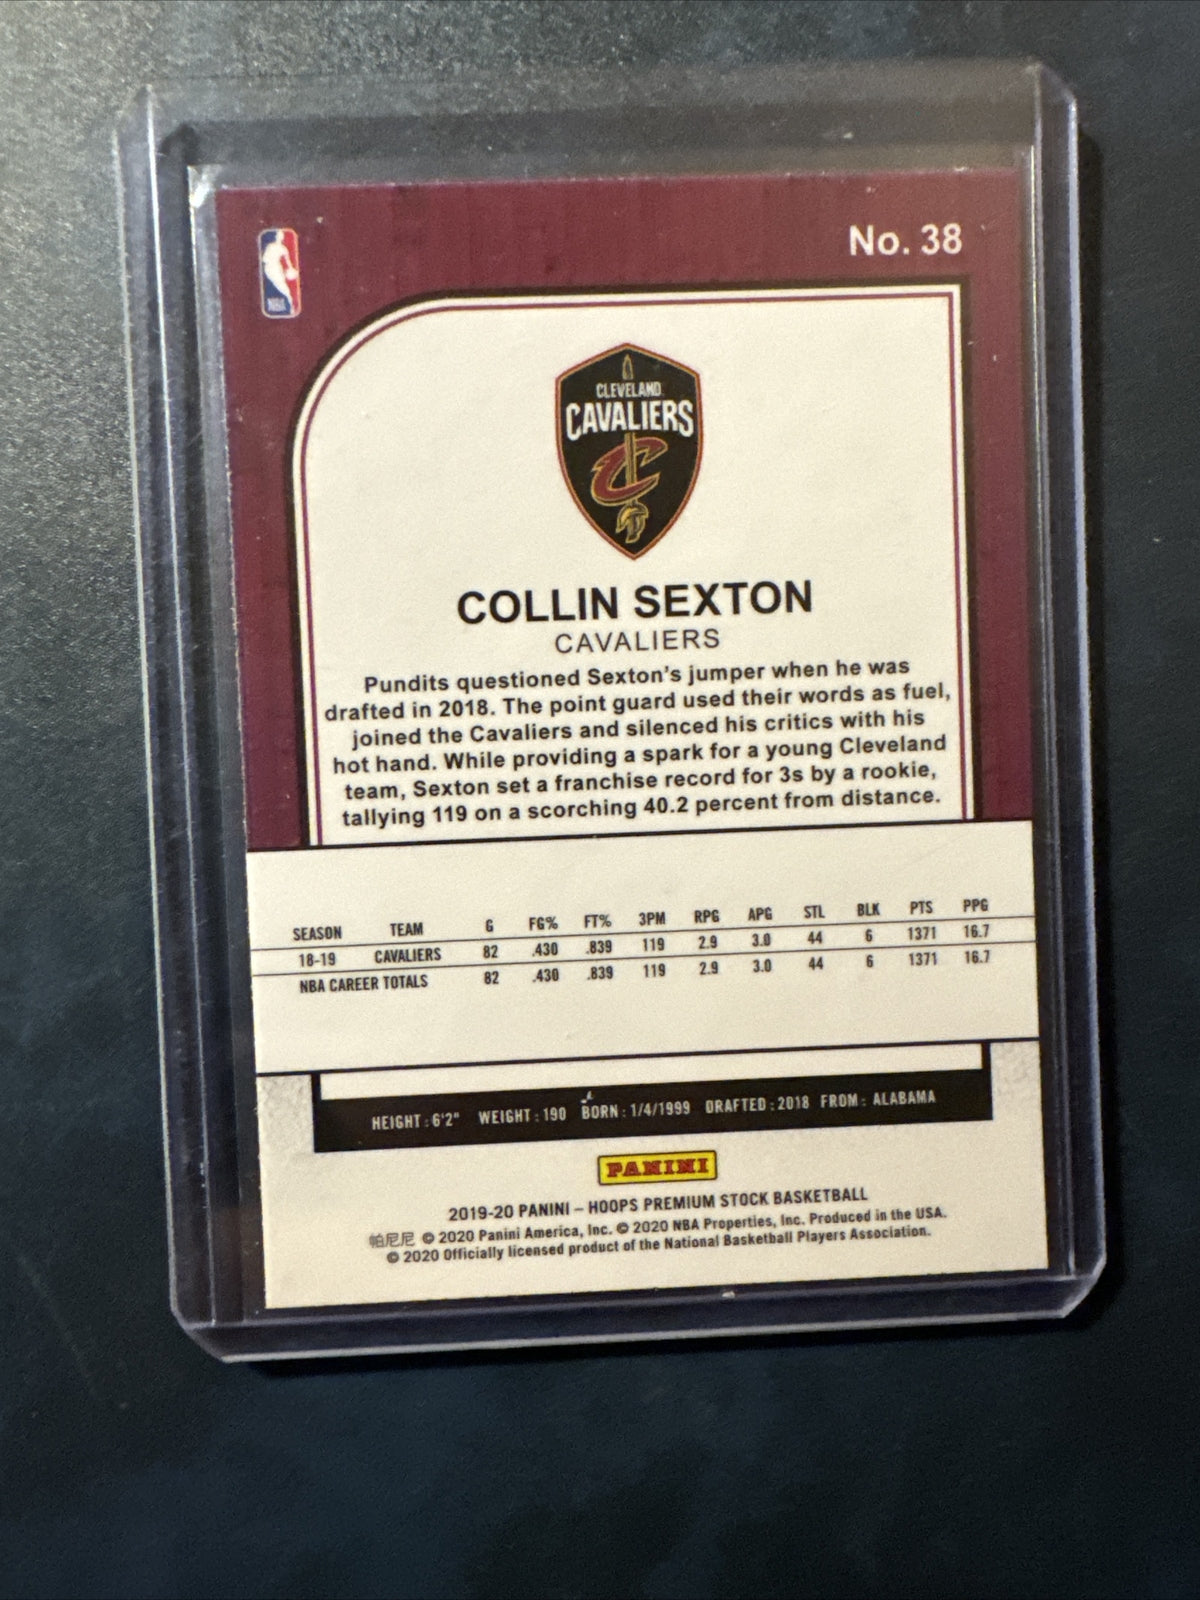 No. 38
NBA
CLEVELAND
CAVALIERS
C
COLLIN SEXTON
CAVALIERS
Pundits questioned Sexton's jumper when he was
drafted in 2018. The point guard used their words as fuel,
joined the Cavaliers and silenced his critics with his
hot hand. While providing a spark for a young Cleveland
team, Sexton set a franchise record for 3s by a rookie,
tallying 119 on a scorching 40.2 percent from distance.
SEASON TEAM G FG% FT% 3PM RPG APG STL BLK PTS PPG
18-19 CAVALIERS 82 .430 .839 119 2.9 3.0 44 6 1371 16.7
NBA CAREER TOTALS 82 .430 .839 119 2.9 3.0 44 6 1371 16.7
HEIGHT : 6'2" WEIGHT : 190 BORN : 1/4/1999 DRAFTED : 2018 FROM : ALABAMA
PANINI
2019-20 PANINI – HOOPS PREMIUM STOCK BASKETBALL
帕尼尼 © 2020 Panini America, Inc. © 2020 NBA Properties, Inc. Produced in the USA.
© 2020 Officially licensed product of the National Basketball Players Association.